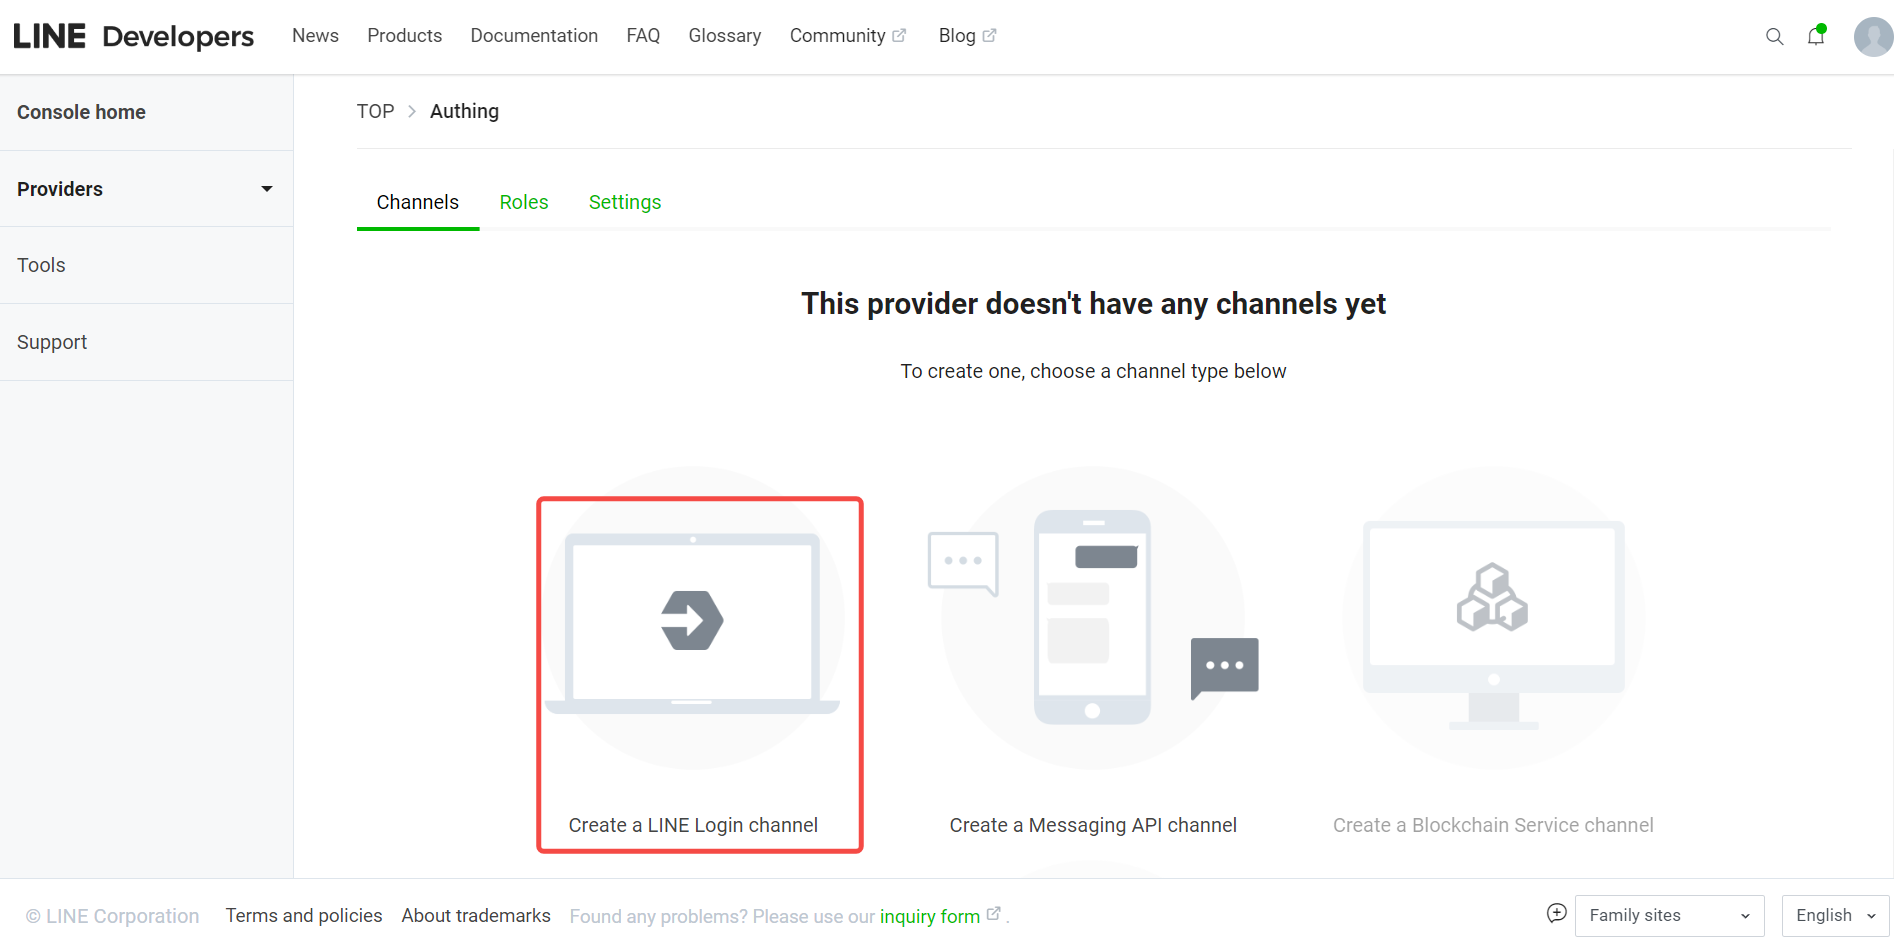 LINE Developers News Products Documentation FAQ Glossary Community Blog
Console home
Providers
Tools
Support
TOP > Authing
Channels Roles Settings
This provider doesn't have any channels yet
To create one, choose a channel type below
Create a LINE Login channel
Create a Messaging API channel
Create a Blockchain Service channel
© LINE Corporation Terms and policies About trademarks Found any problems? Please use our inquiry form . Family sites English